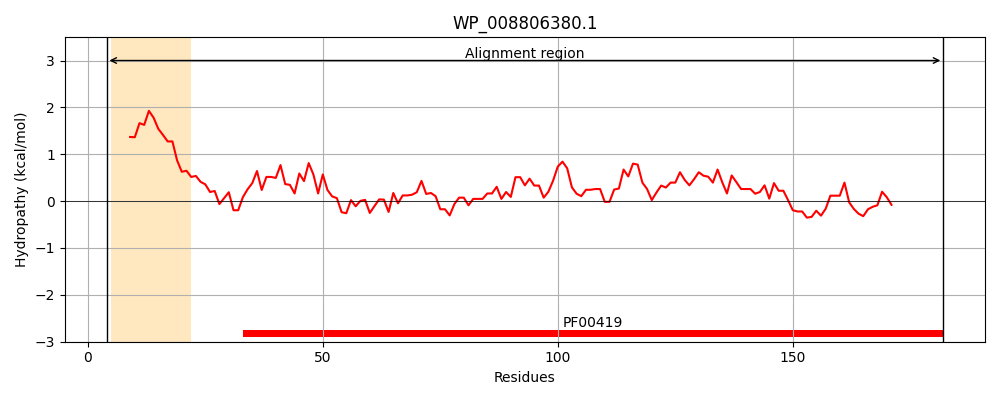 WP_008806380.1
Alignment region
3
2
1
0
−1
−2
−3
Hydropathy (kcal/mol)
PF00419
0 50 100 150
Residues